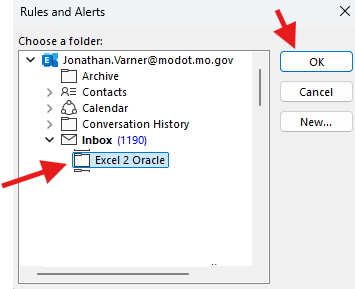 Rules and Alerts
Choose a folder:
Jonathan.Varner@modot.mo.gov
Archive
Contacts
Calendar
Conversation History
Inbox (1190)
Excel 2 Oracle
OK
Cancel
New...